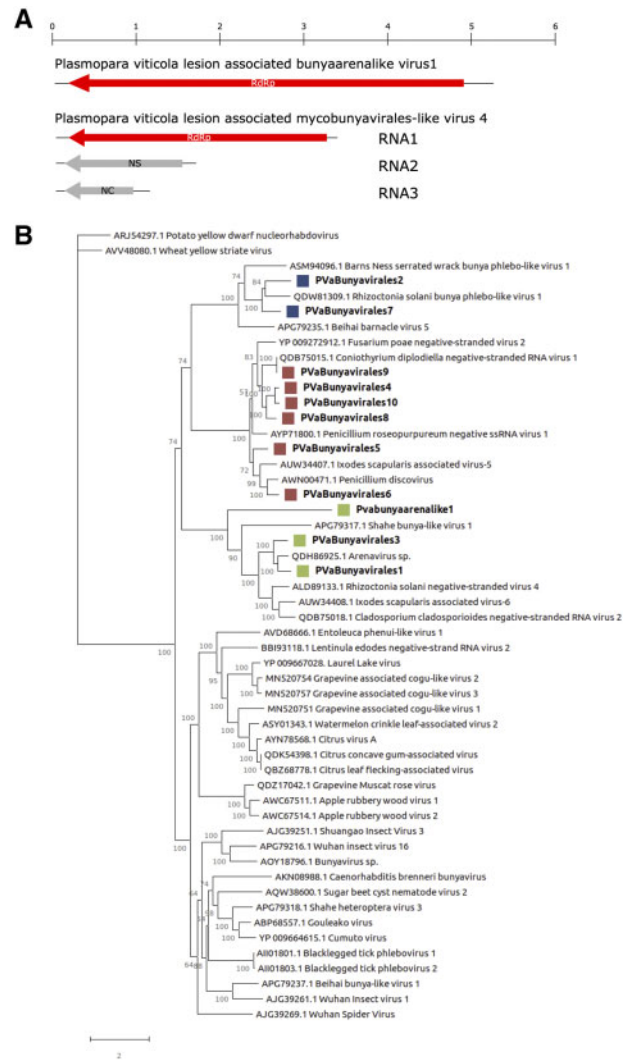 A
0 1 2 3 4 5 6
Plasmopara viticola lesion associated bunyaarenalike virus1
RdRp
Plasmopara viticola lesion associated mycobunyavirales-like virus 4
RdRp RNA1
NS RNA2
NC RNA3
B
ARJ54297.1 Potato yellow dwarf nucleorhabdovirus
AVV48080.1 Wheat yellow striate virus
ASM94096.1 Barns Ness serrated wrack bunya phlebo-like virus 1
74
84 PVaBunyavirales2
QDW81309.1 Rhizoctonia solani bunya phlebo-like virus 1
100 100 PVaBunyavirales7
APG79235.1 Beihai barnacle virus 5
YP 009272912.1 Fusarium poae negative-stranded virus 2
83 QDB75015.1 Coniothyrium diplodiella negative-stranded RNA virus 1
74 100 PVaBunyavirales9
PVaBunyavirales4
100 PVaBunyavirales10
100 100 PVaBunyavirales8
AYP71800.1 Penicillium roseopurpureum negative ssRNA virus 1
100 PVaBunyavirales5
72 AUW34407.1 Ixodes scapularis associated virus-5
74 99 AWN00471.1 Penicillium discovirus
100 PVaBunyavirales6
Pvabunyaarenalike1
100 APG79317.1 Shahe bunya-like virus 1
100 PVaBunyavirales3
90 QDH86925.1 Arenavirus sp.
100 100 PVaBunyavirales1
ALD89133.1 Rhizoctonia solani negative-stranded virus 4
100 AUW34408.1 Ixodes scapularis associated virus-6
100 QDB75018.1 Cladosporium cladosporioides negative-stranded RNA virus 2
AVD68666.1 Entoleuca phenui-like virus 1
100 BBI93118.1 Lentinula edodes negative-strand RNA virus 2
100 YP 009667028. Laurel Lake virus
95 MN520754 Grapevine associated cogu-like virus 2
100 100 MN520757 Grapevine associated cogu-like virus 3
MN520751 Grapevine associated cogu-like virus 1
100 ASY01343.1 Watermelon crinkle leaf-associated virus 2
100 AYN78568.1 Citrus virus A
100 QDK54398.1 Citrus concave gum-associated virus
100 QBZ68778.1 Citrus leaf flecking-associated virus
QDZ17042.1 Grapevine Muscat rose virus
100 AWC67511.1 Apple rubbery wood virus 1
100 AWC67514.1 Apple rubbery wood virus 2
AJG39251.1 Shuangao Insect Virus 3
100 APG79216.1 Wuhan insect virus 16
100 100 AOY18796.1 Bunyavirus sp.
74 AKN08988.1 Caenorhabditis brenneri bunyavirus
64 AQW38600.1 Sugar beet cyst nematode virus 2
APG79318.1 Shahe heteroptera virus 3
100 ABP68557.1 Gouleako virus
100 YP 009664615.1 Cumuto virus
AII01801.1 Blacklegged tick phlebovirus 1
64 100 AII01803.1 Blacklegged tick phlebovirus 2
APG79237.1 Beihai bunya-like virus 1
100 AJG39261.1 Wuhan Insect virus 1
AJG39269.1 Wuhan Spider Virus
2